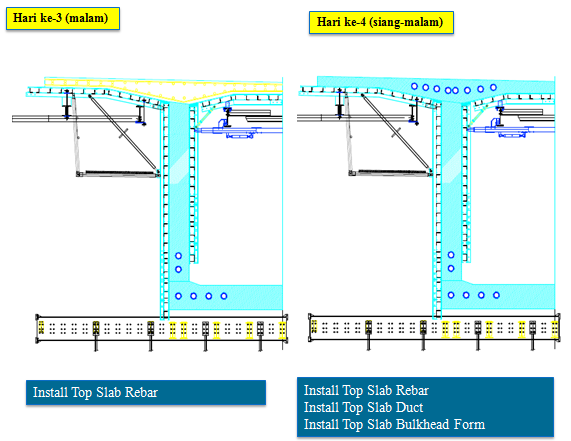 Hari ke-3 (malam)
Hari ke-4 (siang-malam)
Install Top Slab Rebar
Install Top Slab Rebar
Install Top Slab Duct
Install Top Slab Bulkhead Form